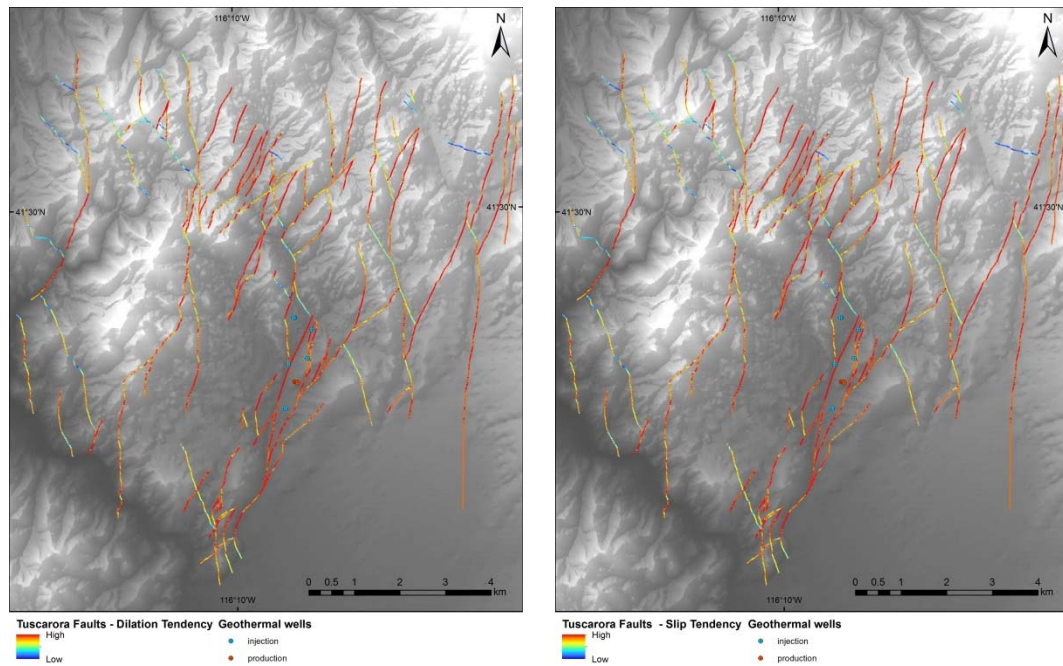 116°10'W
N
41°30'N
41°30'N
116°10'W
0 0.5 1 2 3 4
km
Tuscarora Faults - Dilation Tendency Geothermal wells
High
Low
injection
production
116°10'W
N
41°30'N
41°30'N
116°10'W
0 0.5 1 2 3 4
km
Tuscarora Faults - Slip Tendency Geothermal wells
High
Low
injection
production